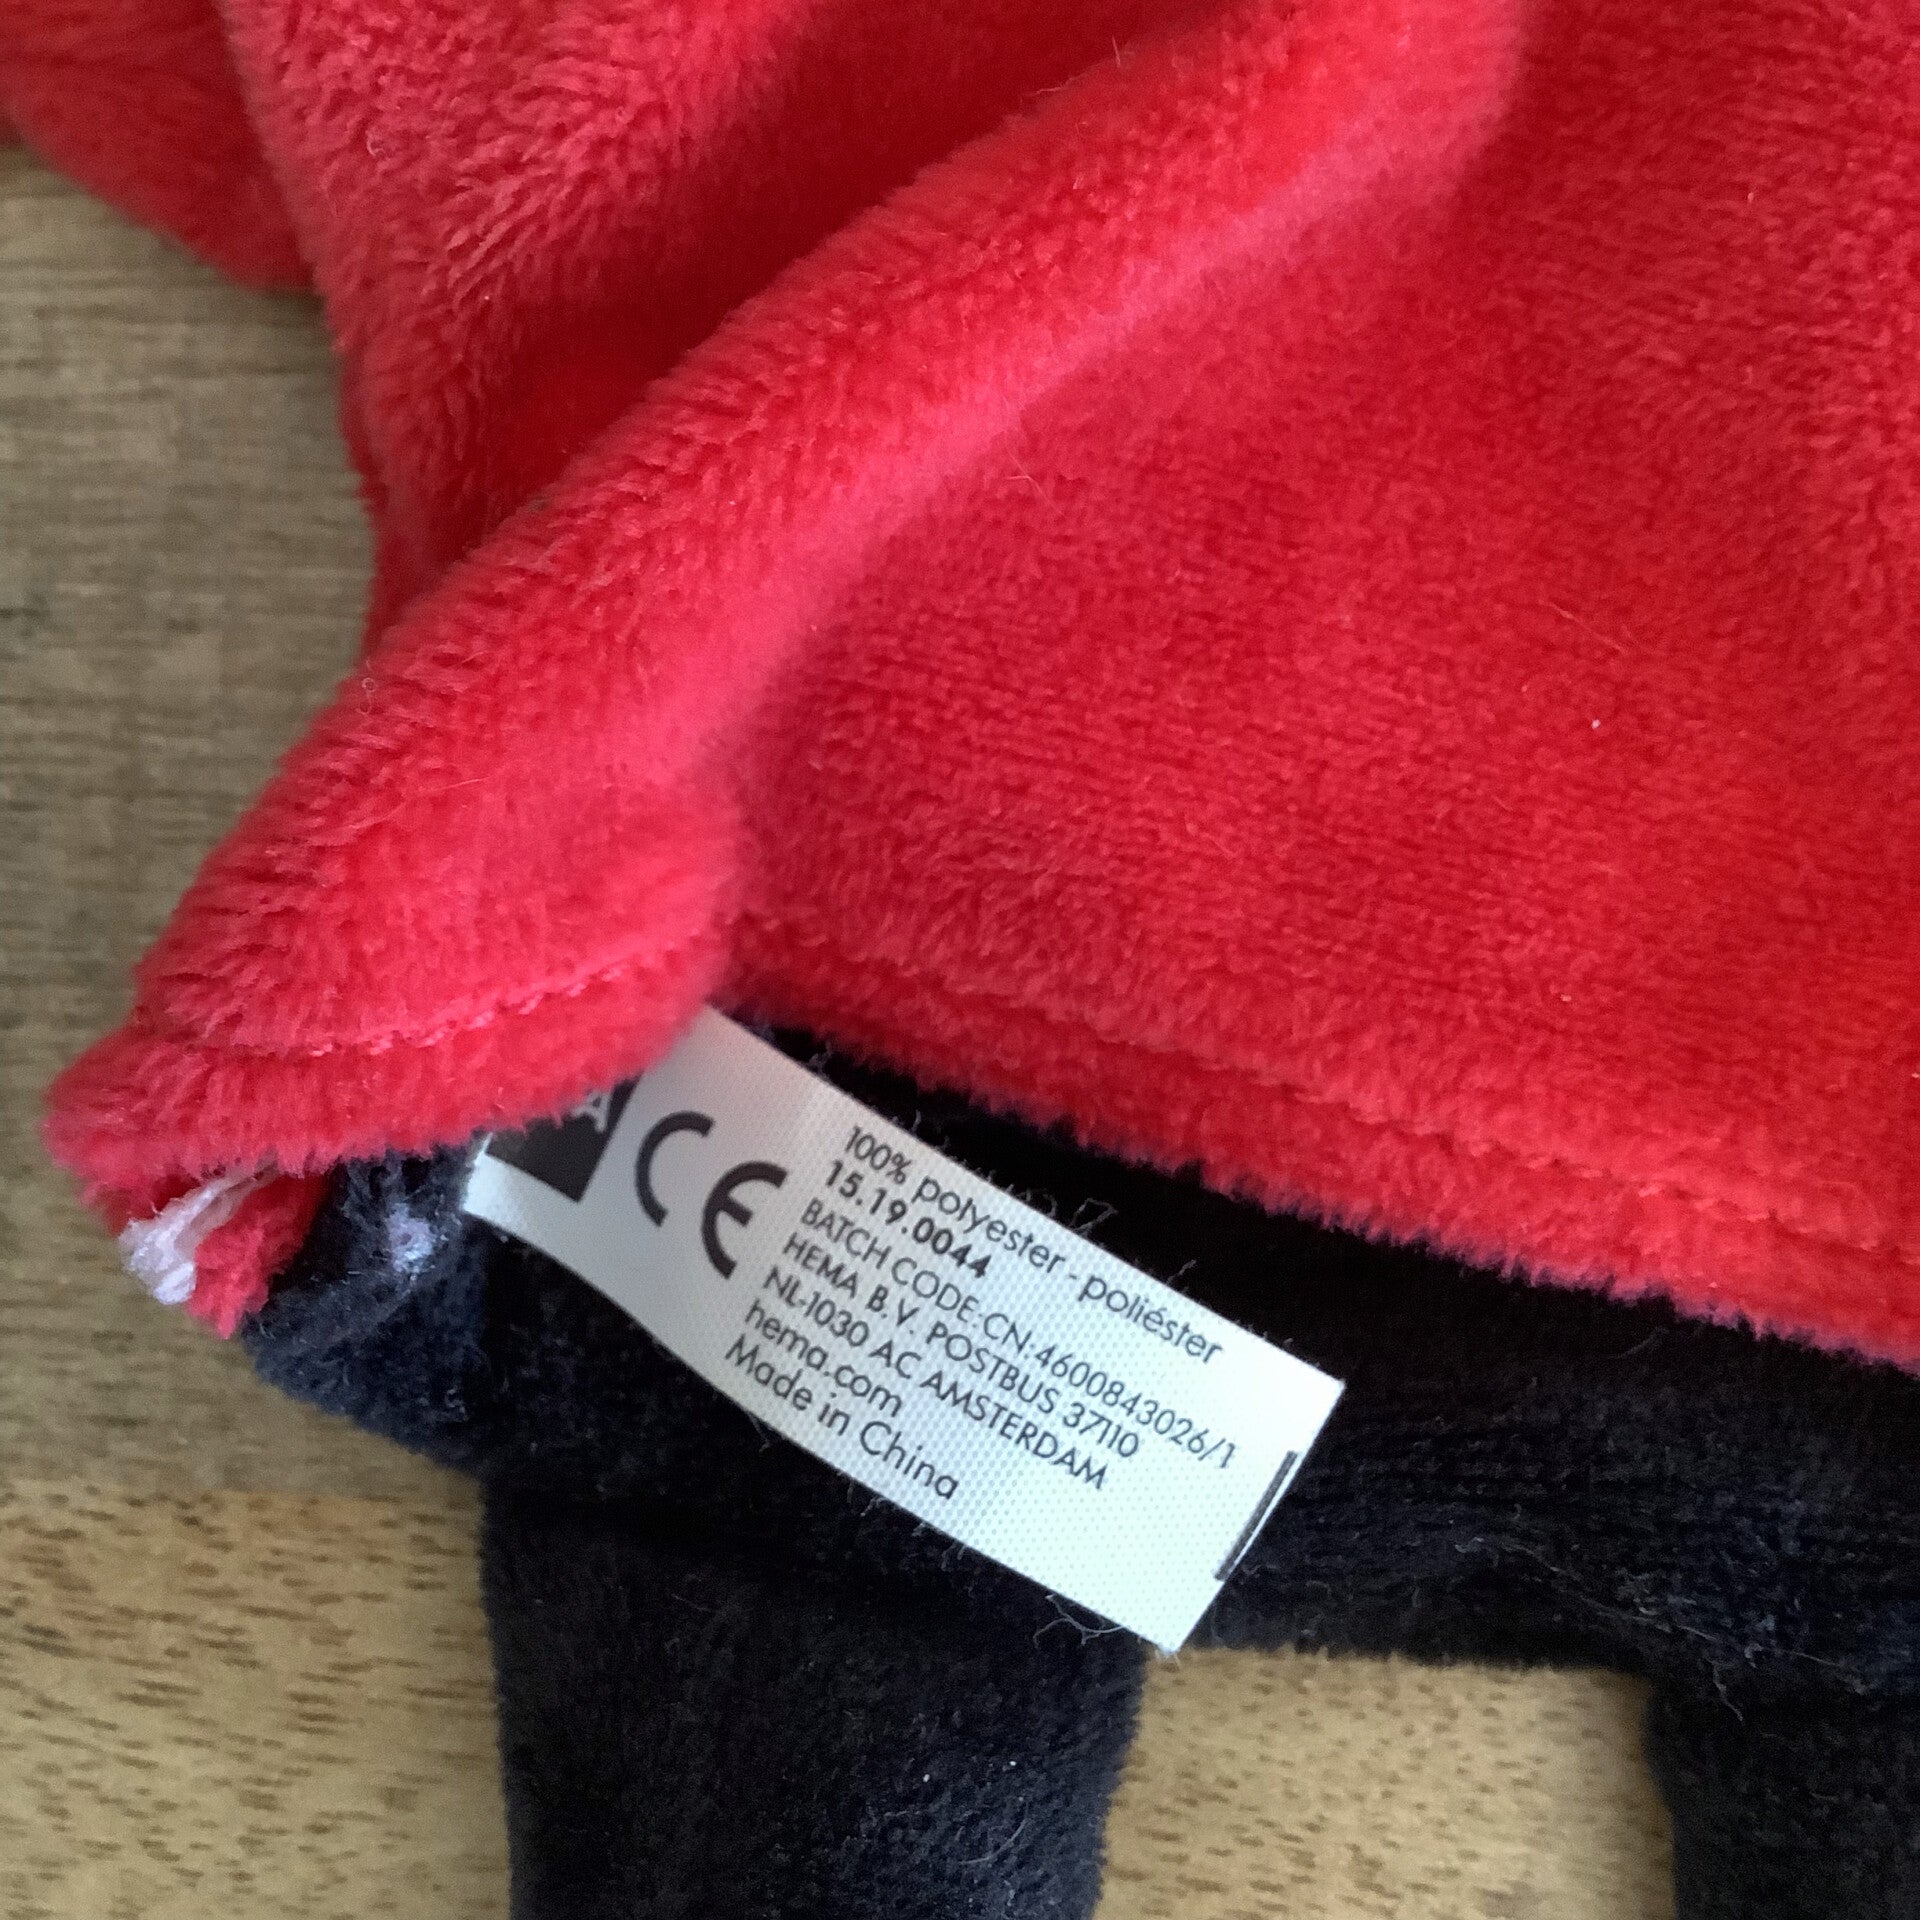 A
CE
100% polyester - poliéster
15.19.0044
BATCH CODE:CN:4600843026/1
HEMA B.V. POSTBUS 37110
NL-1030 AC AMSTERDAM
hema.com
Made in China